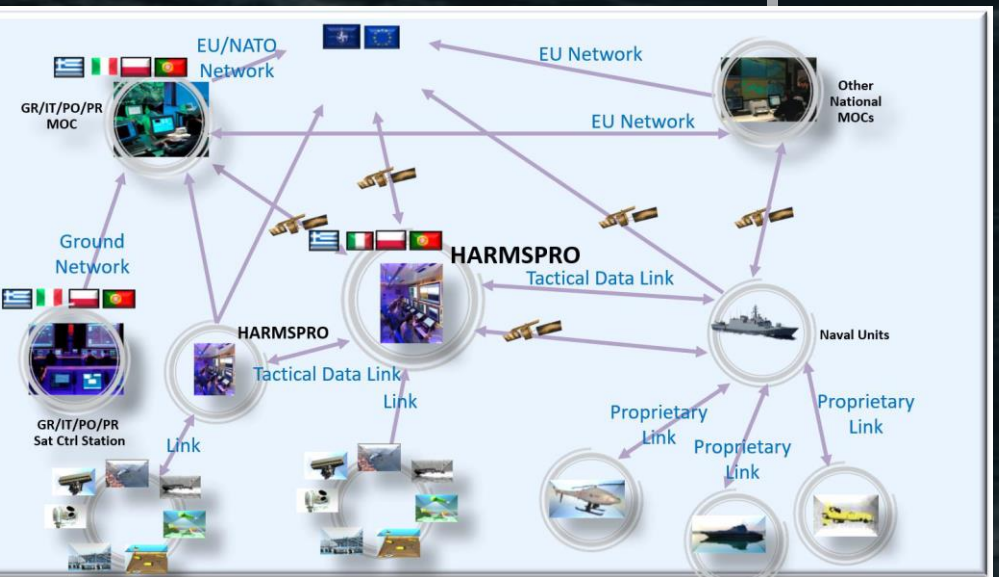 EU/NATO
Network
EU Network
GR/IT/PO/PR
MOC
Other
National
MOCs
EU Network
Ground
Network
HARMSPRO
Tactical Data Link
HARMSPRO
Naval Units
Tactical Data Link
Link
GR/IT/PO/PR
Sat Ctrl Station
Link
Proprietary
Link
Proprietary
Link
Proprietary
Link